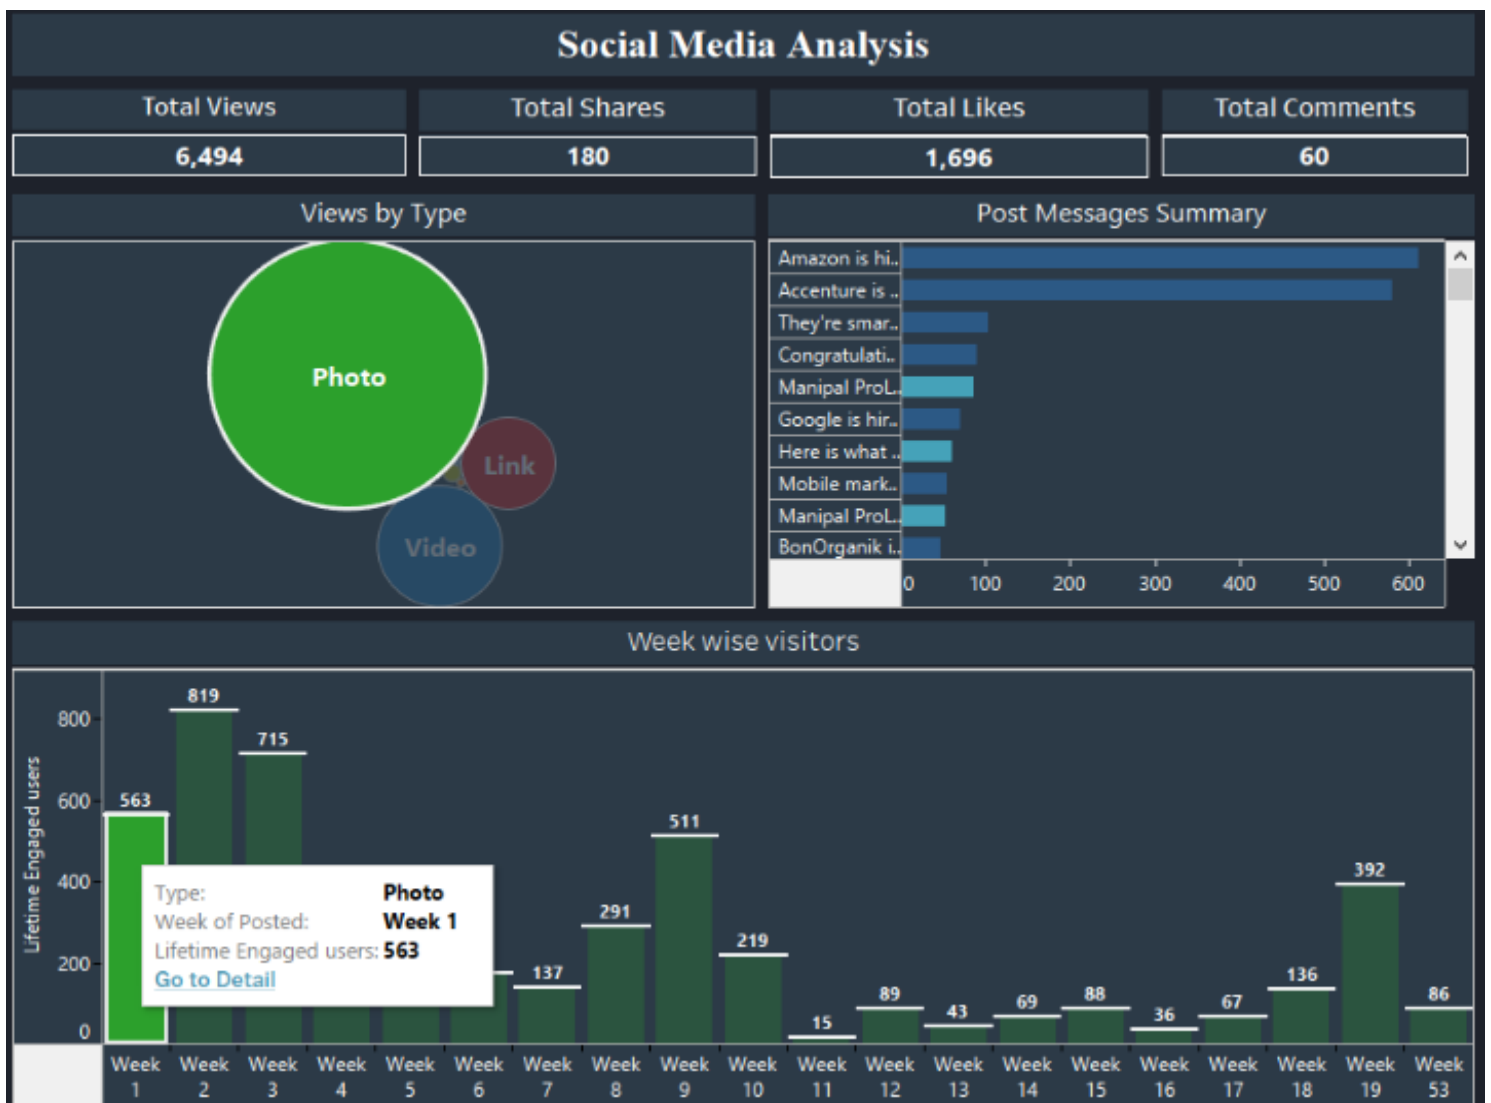 Social Media Analysis
Total Views
Total Shares
Total Likes
Total Comments
6,494
180
1,696
60
Views by Type
Photo
Link
Video
Post Messages Summary
Amazon is hi..
Accenture is ..
They're smar..
Congratulati..
Manipal ProL..
Google is hir..
Here is what ..
Mobile mark..
Manipal ProL..
BonOrganik i..
0 100 200 300 400 500 600
Week wise visitors
Lifetime Engaged users
800
600
400
200
0
563
819
715
137
291
511
219
15
89
43
69
88
36
67
136
392
86
Type: Photo
Week of Posted: Week 1
Lifetime Engaged users: 563
Go to Detail
Week 1
Week 2
Week 3
Week 4
Week 5
Week 6
Week 7
Week 8
Week 9
Week 10
Week 11
Week 12
Week 13
Week 14
Week 15
Week 16
Week 17
Week 18
Week 19
Week 53